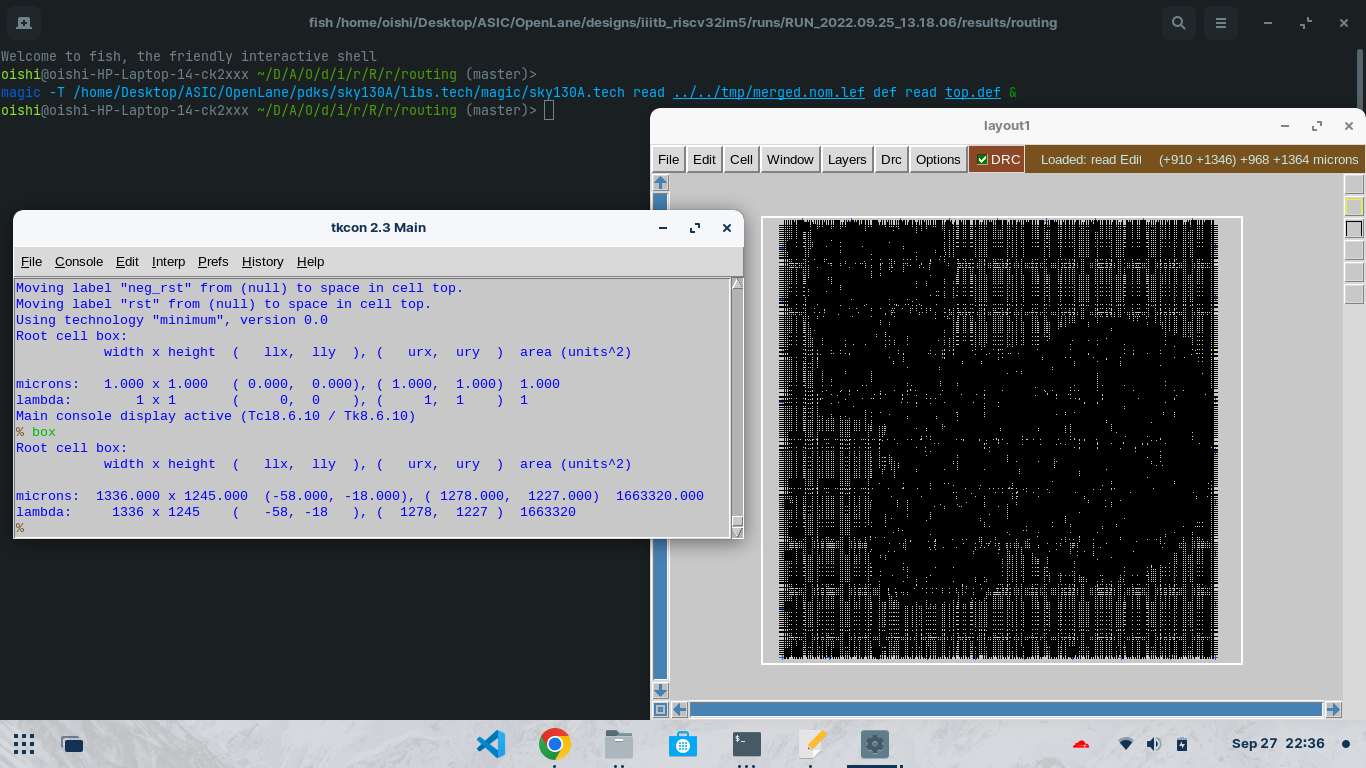 fish /home/oishi/Desktop/ASIC/OpenLane/designs/iiitb_riscv32im5/runs/RUN_2022.09.25_13.18.06/results/routing
Welcome to fish, the friendly interactive shell
oishi@oishi-HP-Laptop-14-ck2xxx ~/D/A/O/d/i/r/R/r/routing (master)>
magic -T /home/Desktop/ASIC/OpenLane/pdks/sky130A/libs.tech/magic/sky130A.tech read ../../tmp/merged.nom.lef def read top.def &
oishi@oishi-HP-Laptop-14-ck2xxx ~/D/A/O/d/i/r/R/r/routing (master)>
layout1
File Edit Cell Window Layers Drc Options DRC Loaded: read Edit (+910 +1346) +968 +1364 microns
tkcon 2.3 Main
File Console Edit Interp Prefs History Help
Moving label "neg_rst" from (null) to space in cell top.
Moving label "rst" from (null) to space in cell top.
Using technology "minimum", version 0.0
Root cell box:
width x height ( llx, lly ), ( urx, ury ) area (units^2)
microns: 1.000 x 1.000 ( 0.000, 0.000), ( 1.000, 1.000) 1.000
lambda: 1 x 1 ( 0, 0 ), ( 1, 1 ) 1
Main console display active (Tcl8.6.10 / Tk8.6.10)
% box
Root cell box:
width x height ( llx, lly ), ( urx, ury ) area (units^2)
microns: 1336.000 x 1245.000 (-58.000, -18.000), ( 1278.000, 1227.000) 1663320.000
lambda: 1336 x 1245 ( -58, -18 ), ( 1278, 1227 ) 1663320
%
Sep 27 22:36